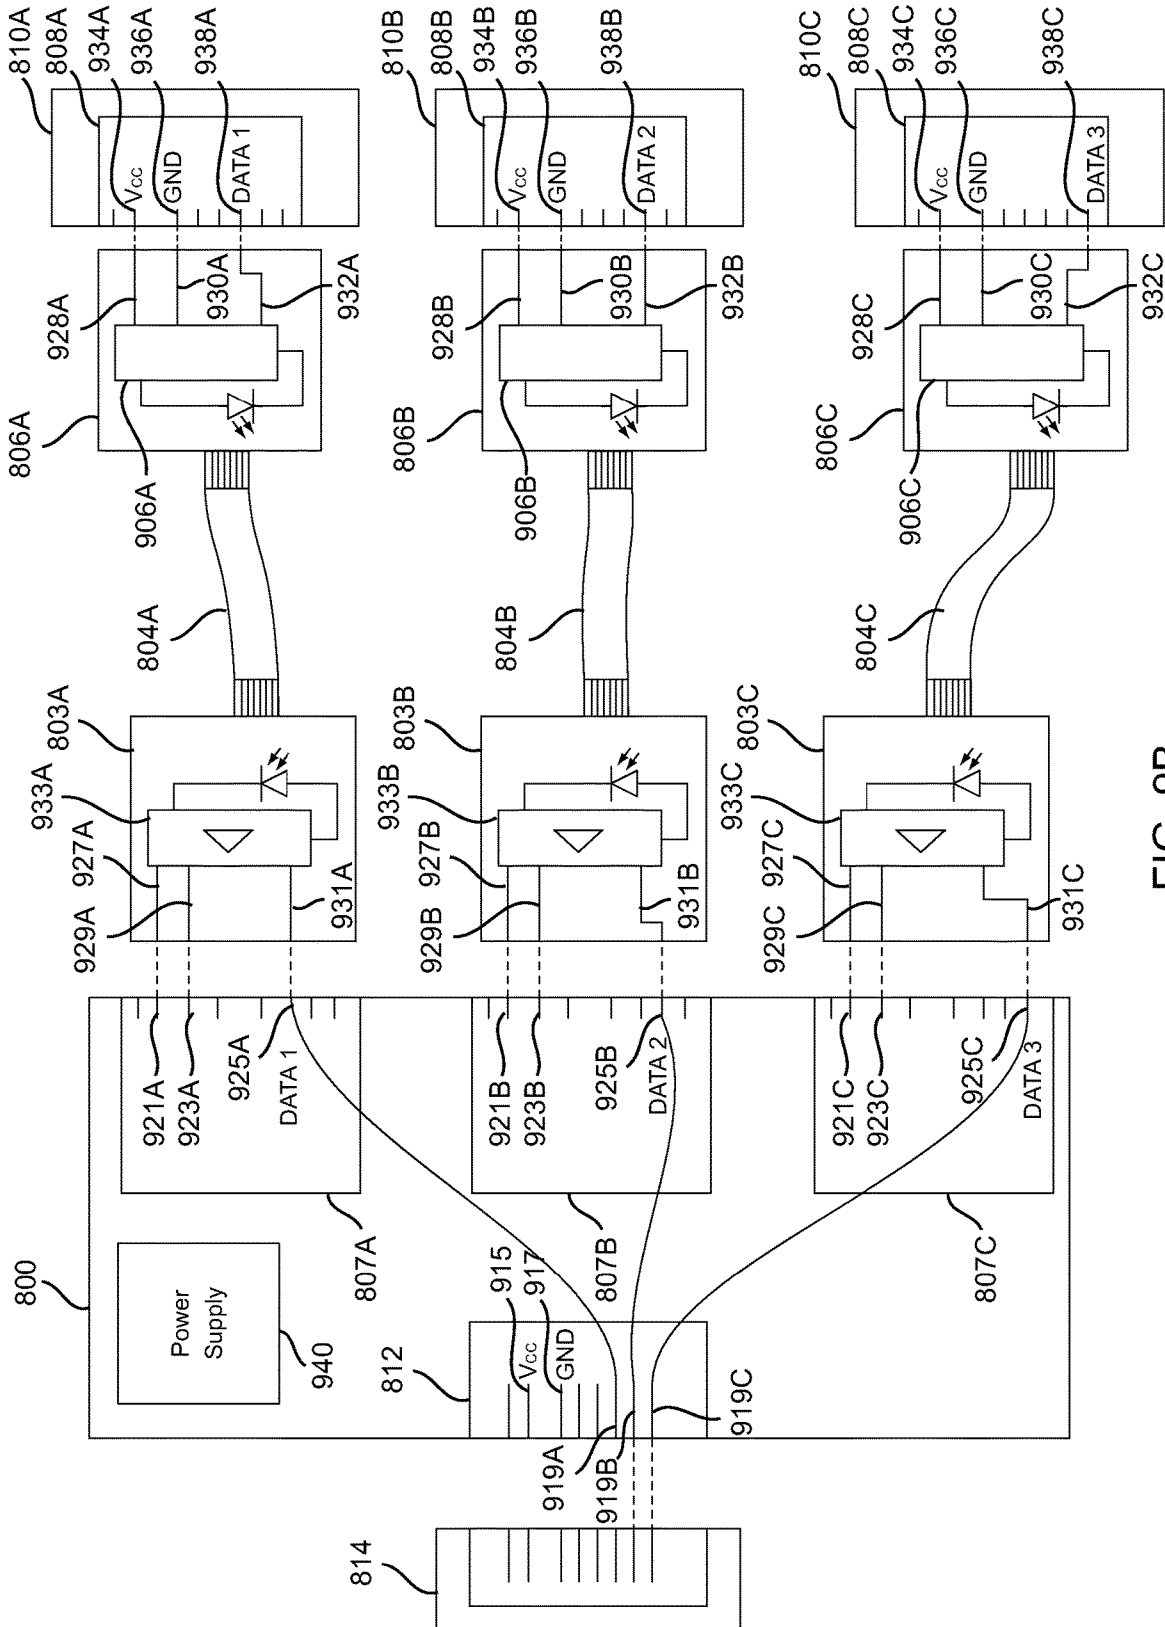 800
806A
810A
808A
934A
936A
938A
803A
933A
927A
929A
931A
804A
906A
928A
930A
932A
Vcc
GND
DATA 1
921A
923A
925A
DATA 1
807A
Power
Supply
940
814
812
915
917
Vcc
GND
919A
919B
919C
807B
921B
923B
925B
DATA 2
803B
933B
927B
929B
931B
804B
806B
906B
928B
930B
932B
810B
808B
934B
936B
938B
Vcc
GND
DATA 2
807C
921C
923C
925C
DATA 3
803C
933C
927C
929C
931C
804C
806C
906C
928C
930C
932C
810C
808C
934C
936C
938C
Vcc
GND
DATA 3
FIG